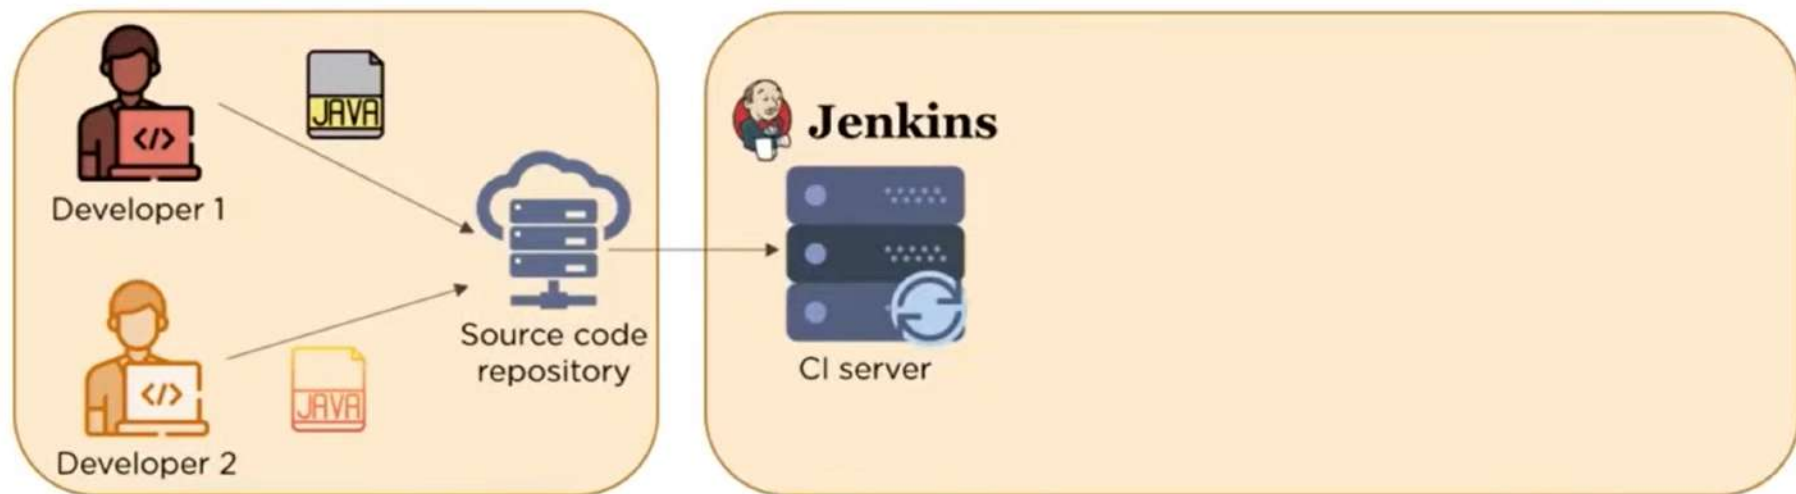 Developer 1
</>
JAVA
Developer 2
</>
JAVA
Source code
repository
Jenkins
CI server